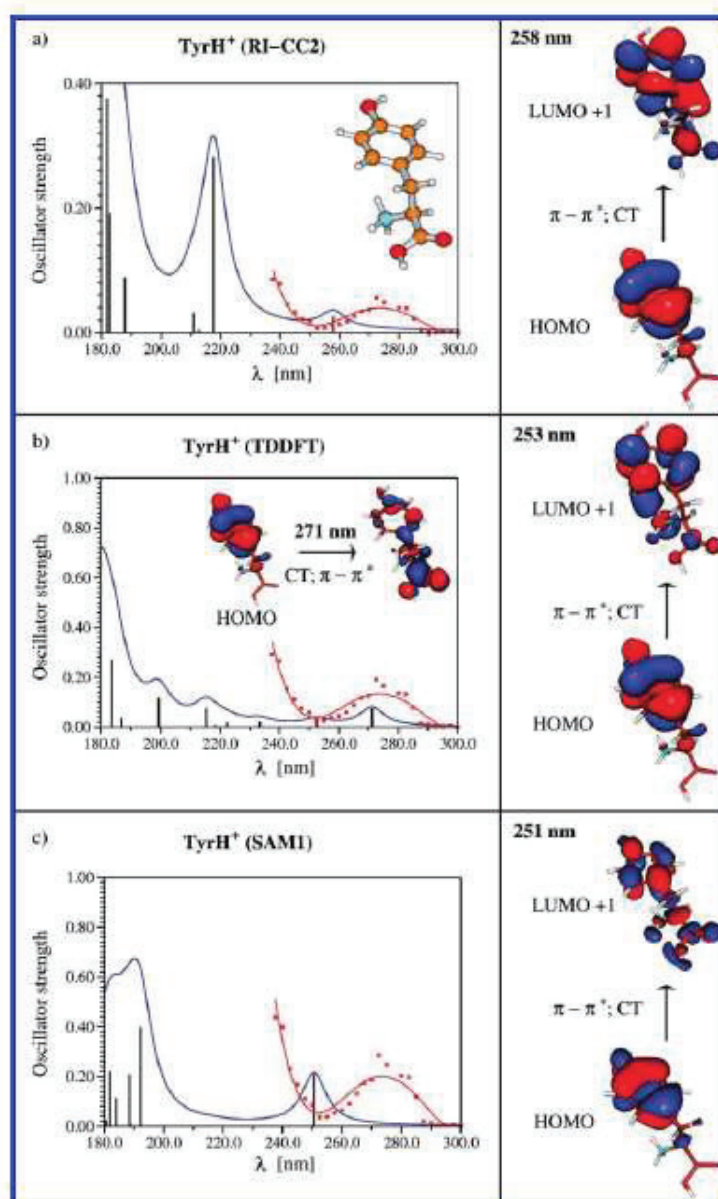 a)
TyrH⁺ (RI−CC2)
0.40
0.20
0.00
Oscillator strength
180.0 200.0 220.0 240.0 260.0 280.0 300.0
λ [nm]
258 nm
LUMO +1
π − π*; CT
HOMO
b)
TyrH⁺ (TDDFT)
1.00
0.80
0.60
0.40
0.20
0.00
Oscillator strength
271 nm
CT; π − π*
HOMO
180.0 200.0 220.0 240.0 260.0 280.0 300.0
λ [nm]
253 nm
LUMO +1
π − π*; CT
HOMO
c)
TyrH⁺ (SAM1)
1.00
0.80
0.60
0.40
0.20
0.00
Oscillator strength
180.0 200.0 220.0 240.0 260.0 280.0 300.0
λ [nm]
251 nm
LUMO +1
π − π*; CT
HOMO